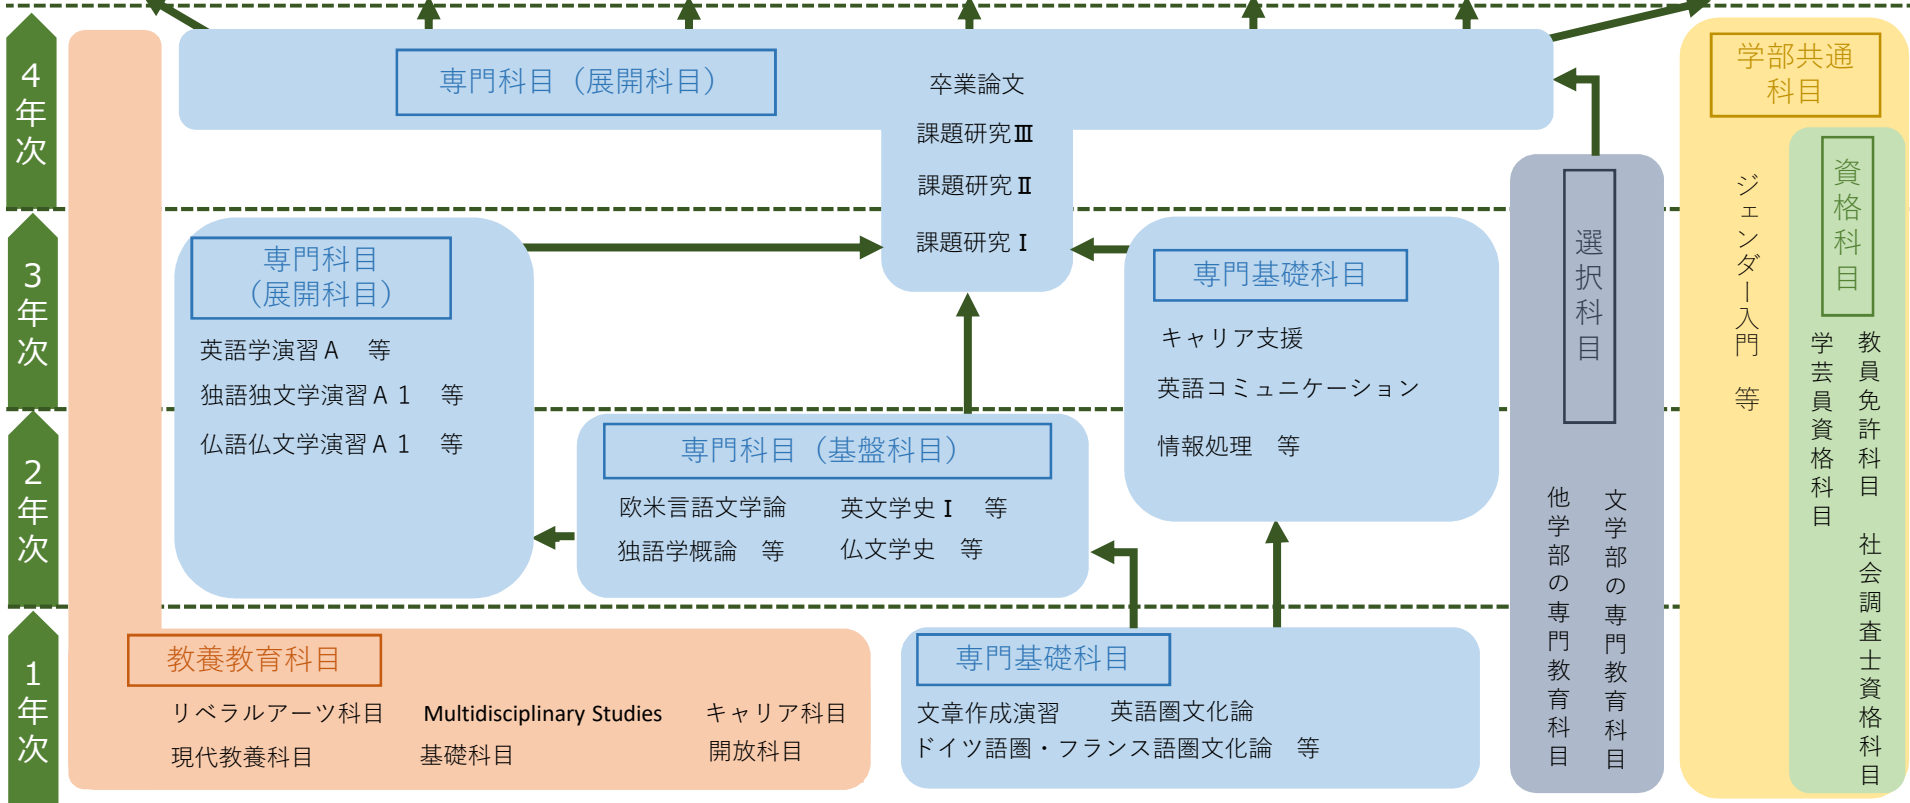 4年次
専門科目（展開科目）
卒業論文
課題研究Ⅲ
課題研究Ⅱ
課題研究Ⅰ
3年次
専門科目
（展開科目）
英語学演習A　等
独語独文学演習A１　等
仏語仏文学演習A１　等
専門基礎科目
キャリア支援
英語コミュニケーション
情報処理　等
2年次
専門科目（基盤科目）
欧米言語文学論
英文学史Ⅰ　等
独語学概論　等
仏文学史　等
1年次
教養教育科目
リベラルアーツ科目
Multidisciplinary Studies
キャリア科目
現代教養科目
基礎科目
開放科目
専門基礎科目
文章作成演習
英語圏文化論
ドイツ語圏・フランス語圏文化論　等
選択科目
文学部の専門教育科目
他学部の専門教育科目
学部共通
科目
ジェンダー入門　等
資格科目
教員免許科目　社会調査士資格科目
学芸員資格科目